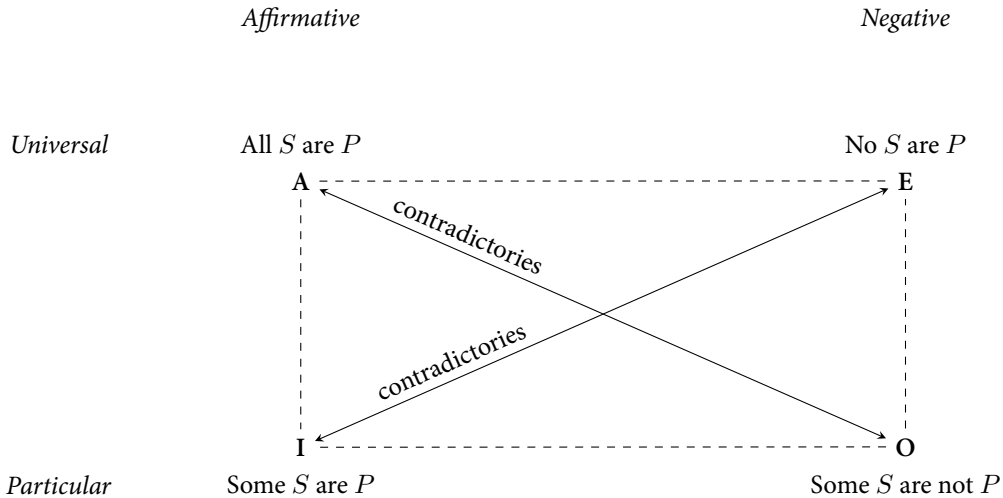 Affirmative Negative
Universal All S are P No S are P
A E
contradictories
contradictories
I O
Particular Some S are P Some S are not P